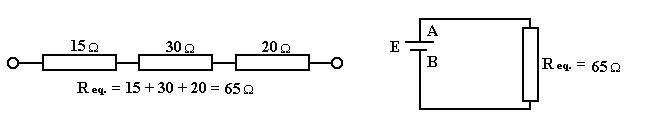 15 Ω 30 Ω 20 Ω
R eq. = 15 + 30 + 20 = 65 Ω
A
E
B
R eq. = 65 Ω